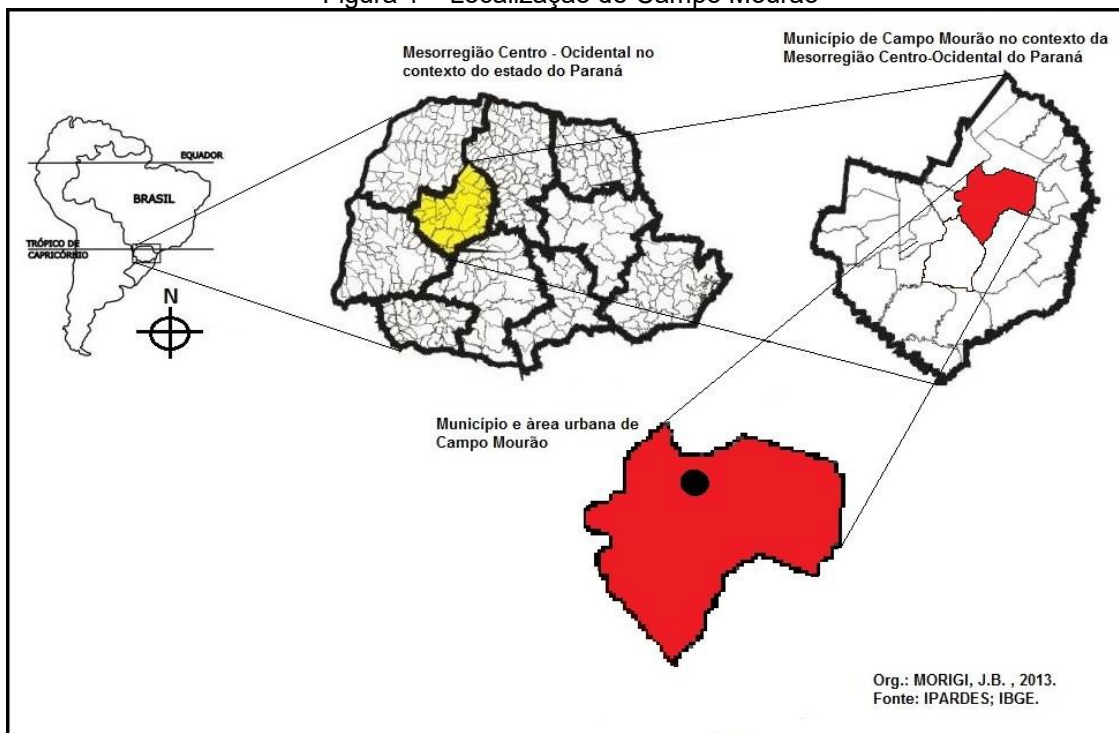 Figura 1 – Localização de Campo Mourão
Mesorregião Centro - Ocidental no
contexto do estado do Paraná
Município de Campo Mourão no contexto da
Mesorregião Centro-Ocidental do Paraná
EQUADOR
BRASIL
TRÓPICO DE
CAPRICÓRNIO
N
Município e àrea urbana de
Campo Mourão
Org.: MORIGI, J.B. , 2013.
Fonte: IPARDES; IBGE.